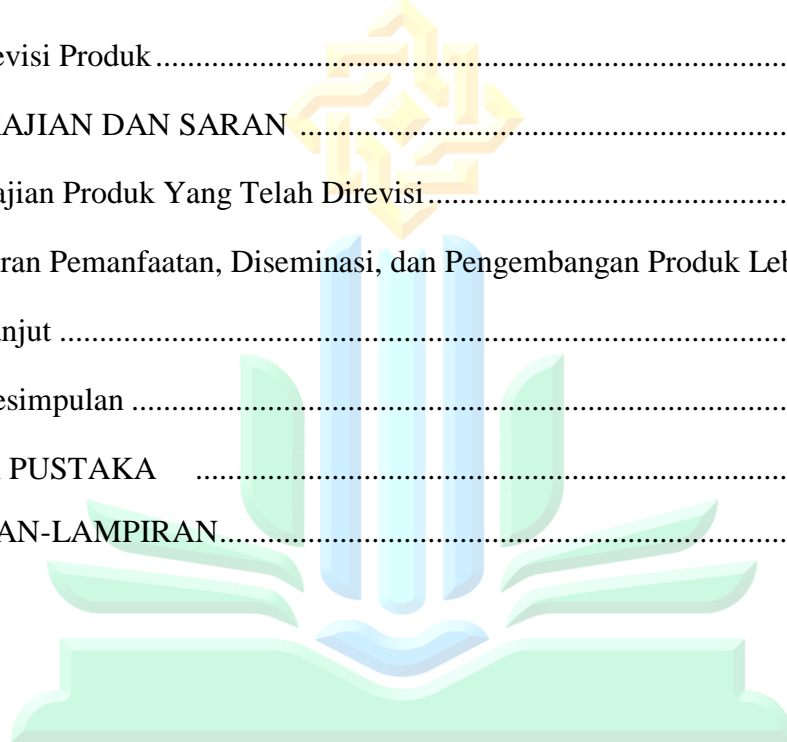 evisi Produk................................................................................
AJIAN DAN SARAN .............................................................
ajian Produk Yang Telah Direvisi.............................................
ran Pemanfaatan, Diseminasi, dan Pengembangan Produk Leb
njut ...........................................................................................
esimpulan ..................................................................................
PUSTAKA ..........................................................................
AN-LAMPIRAN.......................................................................